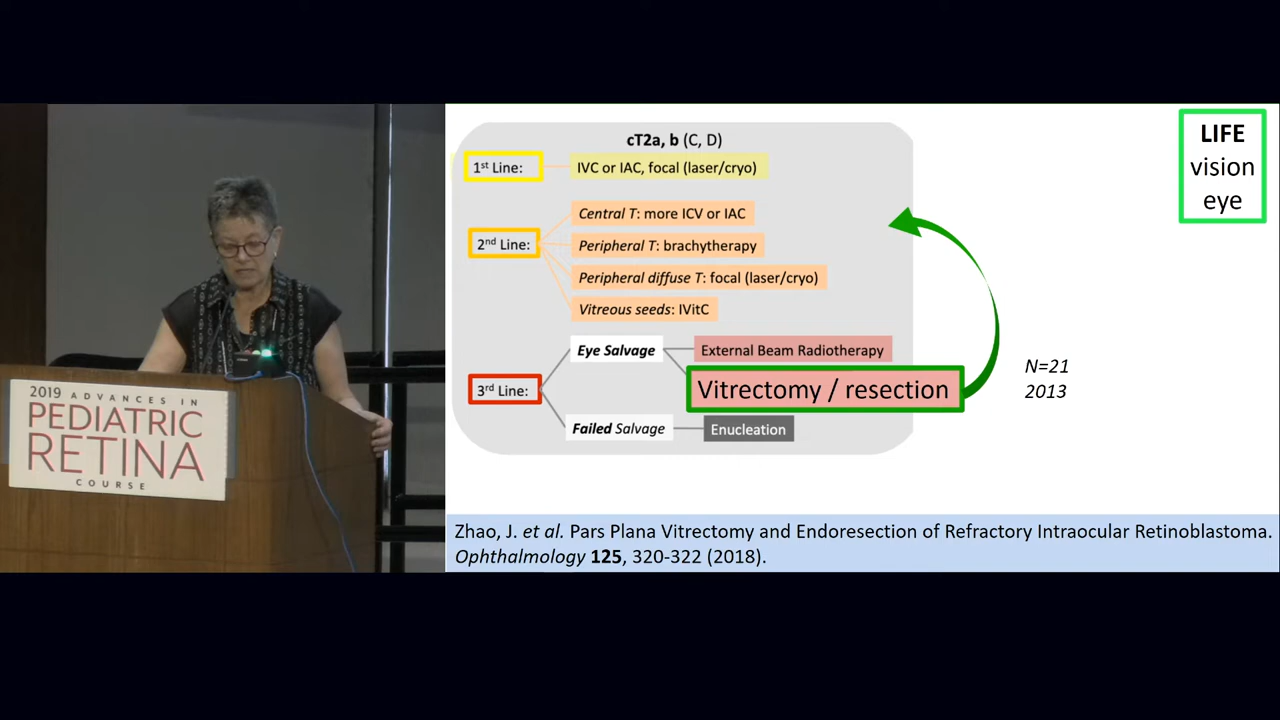 2019 ADVANCES IN
PEDIATRIC
RETINA
COURSE
cT2a, b (C, D)
1st Line:
IVC or IAC, focal (laser/cryo)
2nd Line:
Central T: more ICV or IAC
Peripheral T: brachytherapy
Peripheral diffuse T: focal (laser/cryo)
Vitreous seeds: IVitC
3rd Line:
Eye Salvage
External Beam Radiotherapy
Vitrectomy / resection
Failed Salvage
Enucleation
N=21
2013
LIFE
vision
eye
Zhao, J. et al. Pars Plana Vitrectomy and Endoresection of Refractory Intraocular Retinoblastoma.
Ophthalmology 125, 320-322 (2018).